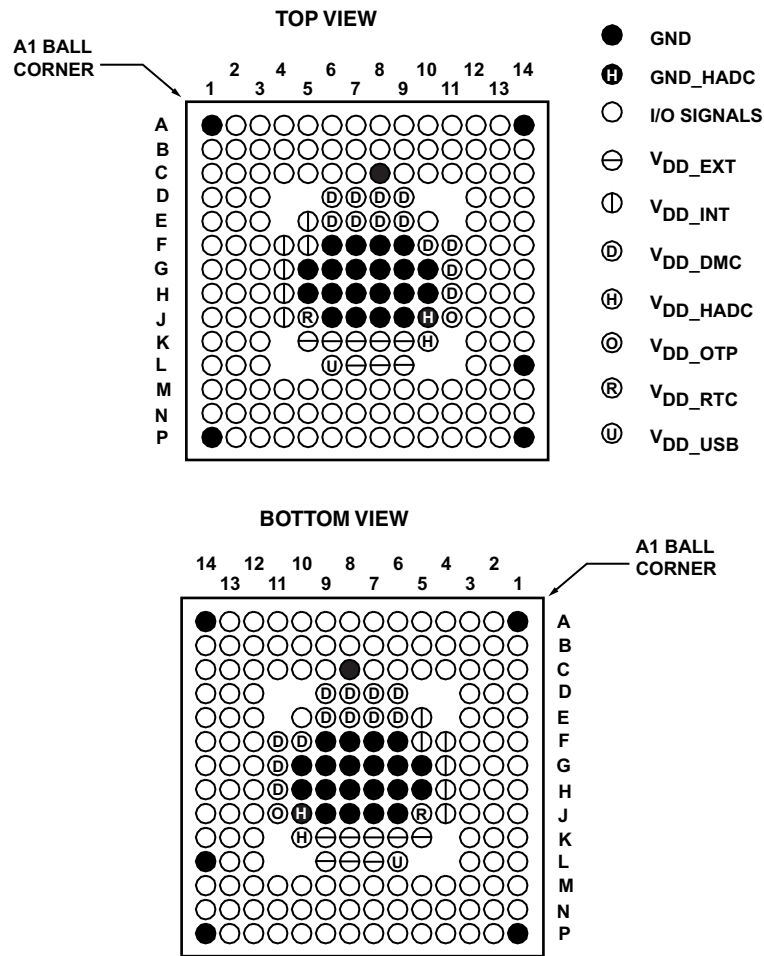 TOP VIEW
A1 BALL
CORNER
2 4 6 8 10 12 14
1 3 5 7 9 11 13
A
B
C
D D D D D
E D D D D
F D D
G D
H D
J R H O
K H
L U
M
N
P
GND
H GND_HADC
I/O SIGNALS
VDD_EXT
VDD_INT
D VDD_DMC
H VDD_HADC
O VDD_OTP
R VDD_RTC
U VDD_USB
BOTTOM VIEW
A1 BALL
CORNER
14 12 10 8 6 4 2
13 11 9 7 5 3 1
A
B
C
D D D D D
D D D D E
D D F
D G
D H
O H R J
H K
U L
M
N
P